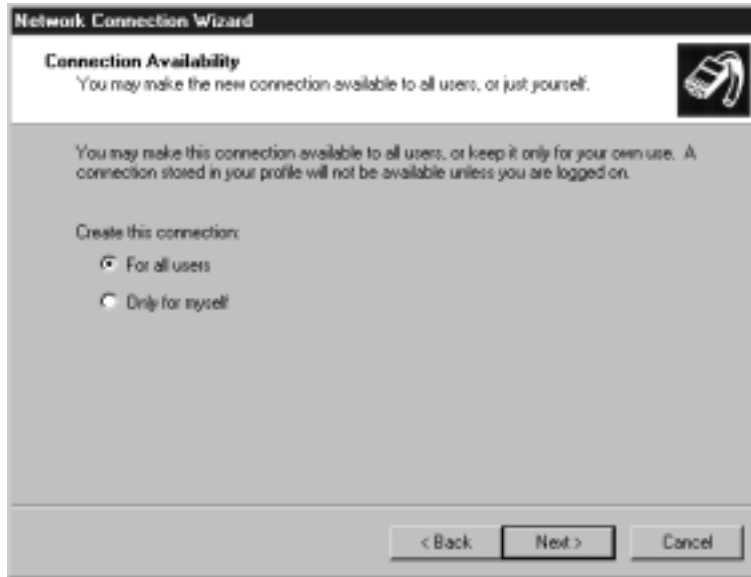 Network Connection Wizard
Connection Availability
You may make the new connection available to all users, or just yourself.
You may make this connection available to all users, or keep it only for your own use. A
connection stored in your profile will not be available unless you are logged on.
Create this connection:
For all users
Only for myself
< Back Next > Cancel